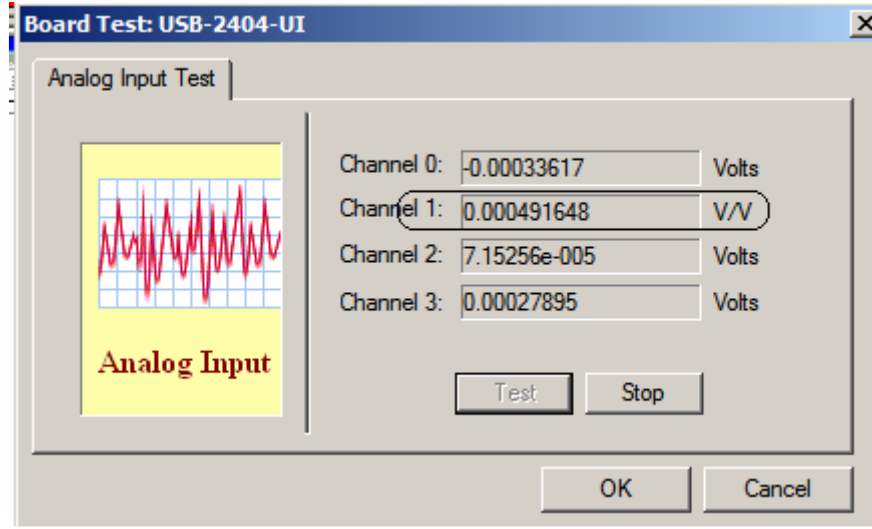 Board Test: USB-2404-UI
Analog Input Test
Channel 0: -0.00033617 Volts
Channel 1: 0.000491648 V/V
Channel 2: 7.15256e-005 Volts
Channel 3: 0.00027895 Volts
Analog Input
Test Stop
OK Cancel